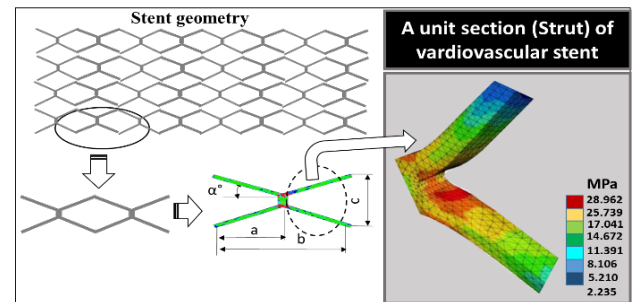 Stent geometry
A unit section (Strut) of
vardiovascular stent
α°
a
b
c
MPa
28.962
25.739
17.041
14.672
11.391
8.106
5.210
2.235